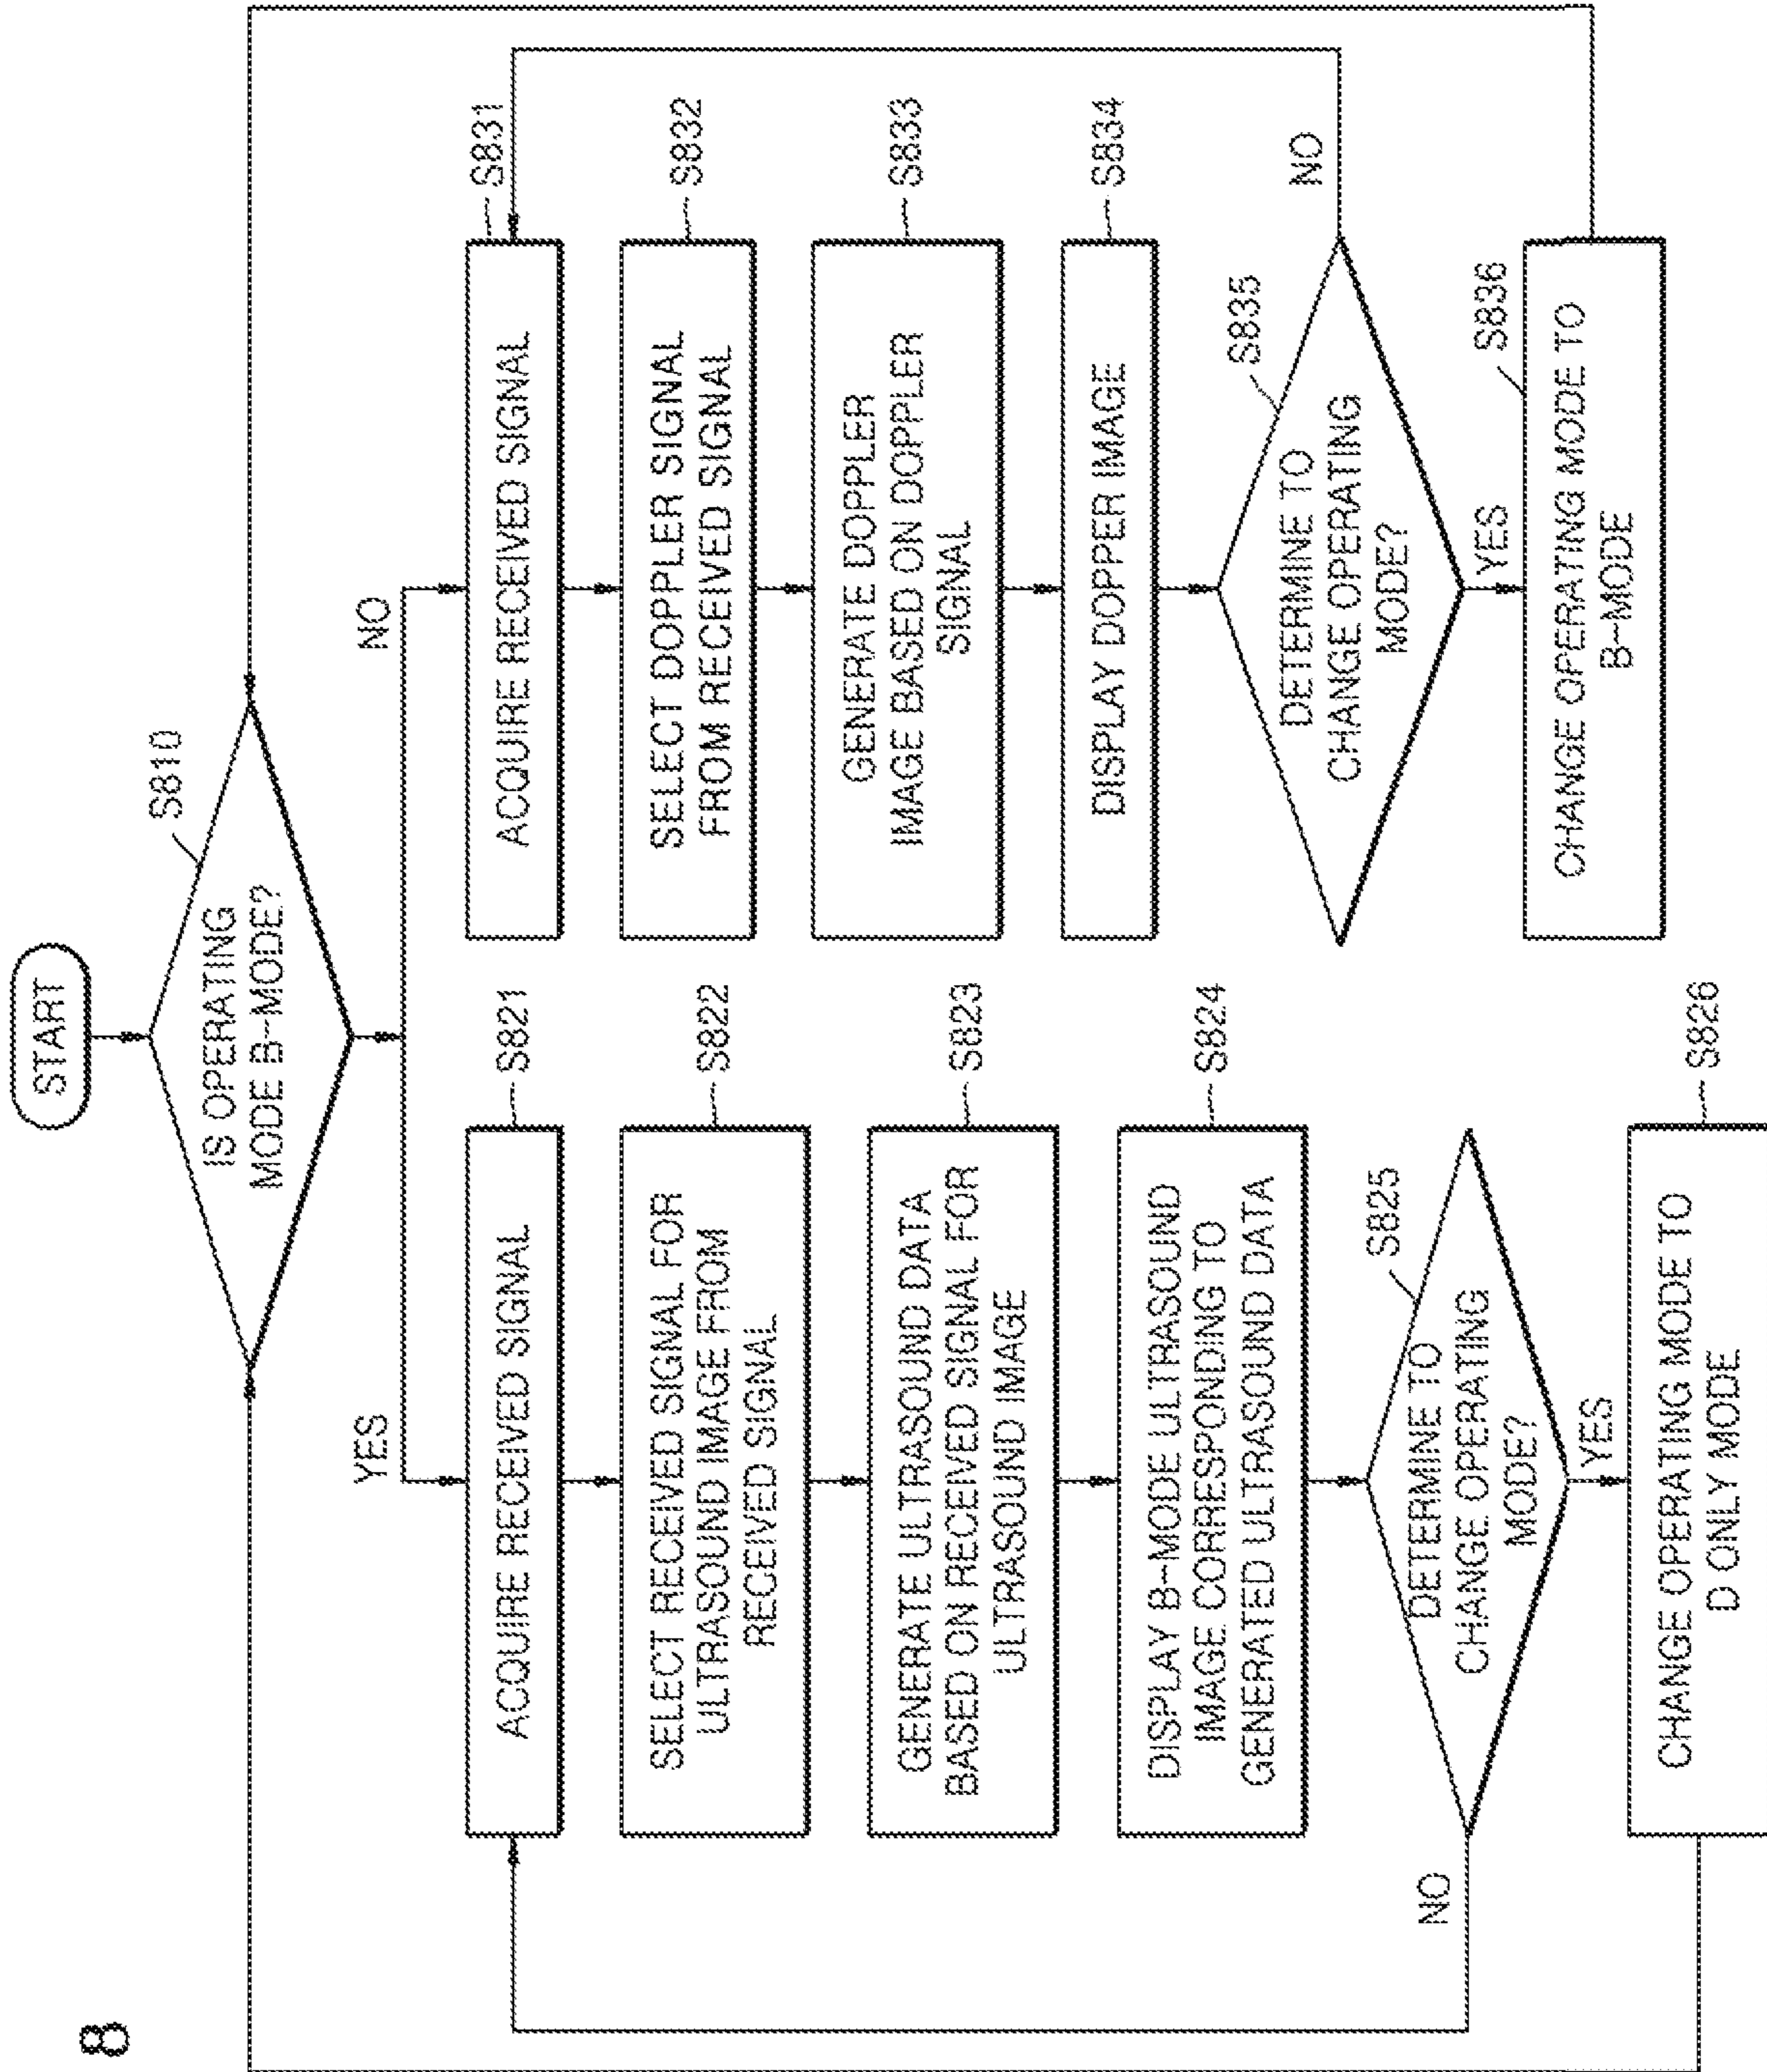 8
START
IS OPERATING
MODE B-MODE?
S810
YES
NO
ACQUIRE RECEIVED SIGNAL
S821
SELECT RECEIVED SIGNAL FOR
ULTRASOUND IMAGE FROM
RECEIVED SIGNAL
S822
GENERATE ULTRASOUND DATA
BASED ON RECEIVED SIGNAL FOR
ULTRASOUND IMAGE
S823
DISPLAY B-MODE ULTRASOUND
IMAGE CORRESPONDING TO
GENERATED ULTRASOUND DATA
S824
DETERMINE TO
CHANGE OPERATING
MODE?
S825
NO
YES
CHANGE OPERATING MODE TO
D ONLY MODE
S826
ACQUIRE RECEIVED SIGNAL
S831
SELECT DOPPLER SIGNAL
FROM RECEIVED SIGNAL
S832
GENERATE DOPPLER
IMAGE BASED ON DOPPLER
SIGNAL
S833
DISPLAY DOPPER IMAGE
S834
DETERMINE TO
CHANGE OPERATING
MODE?
S835
NO
YES
CHANGE OPERATING MODE TO
B-MODE
S836